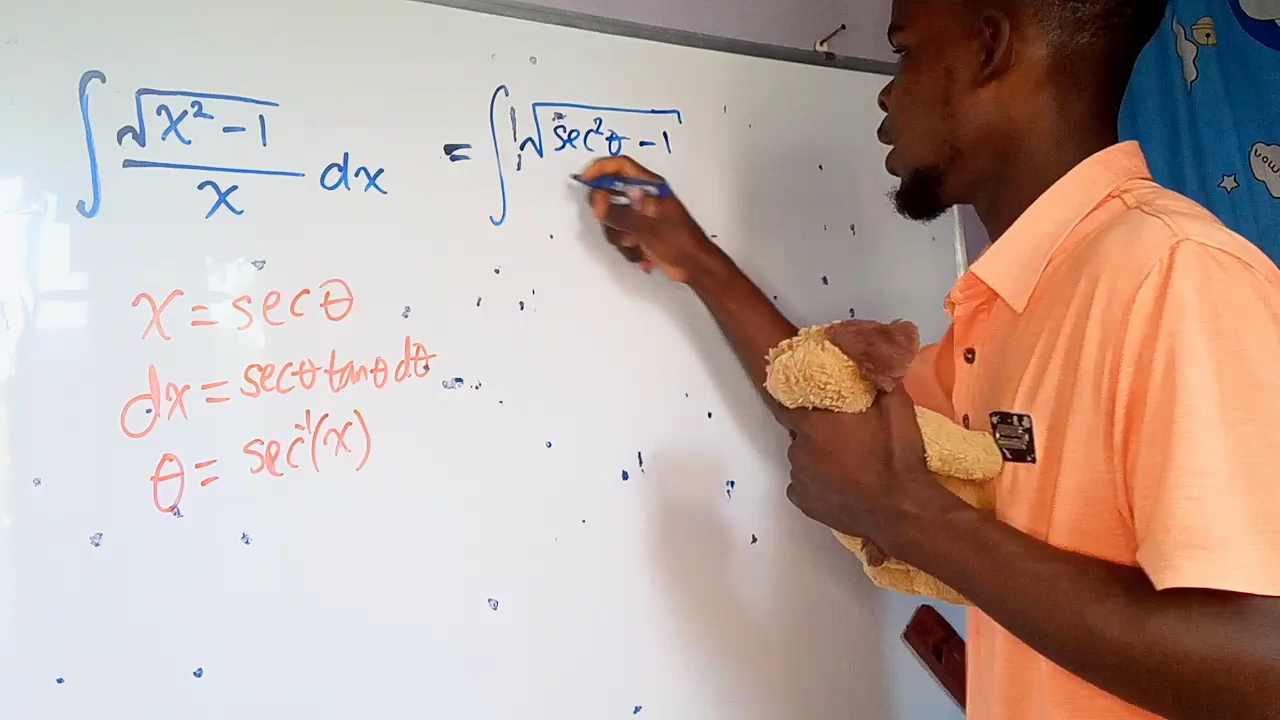 ∫ √(x² - 1) / x dx = ∫ √(sec²θ - 1)
x = secθ
dx = secθ tanθ dθ
θ = sec⁻¹(x)